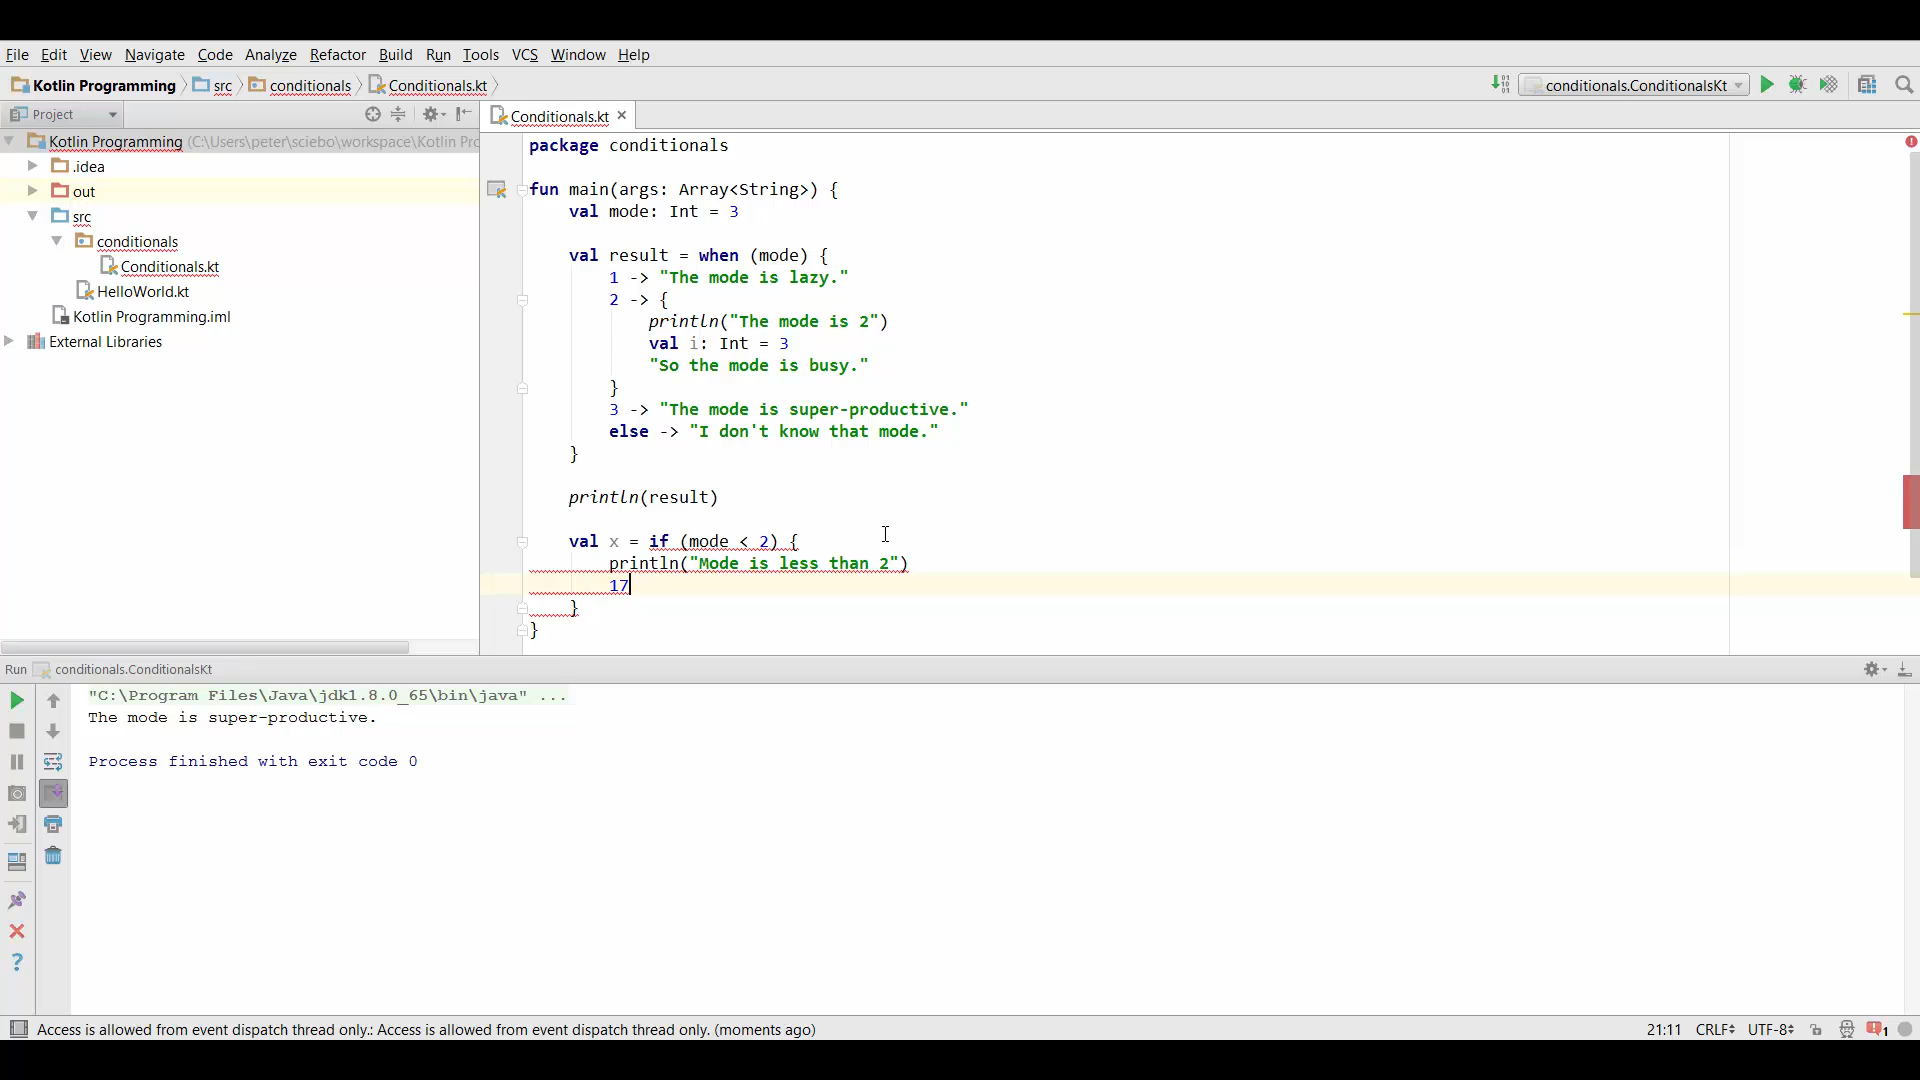 File Edit View Navigate Code Analyze Refactor Build Run Tools VCS Window Help
Kotlin Programming src conditionals Conditionals.kt conditionals.ConditionalsKt
Project Conditionals.kt
Kotlin Programming (C:\Users\peter\sciebo\workspace\Kotlin Pro
.idea
out
src
conditionals
Conditionals.kt
HelloWorld.kt
Kotlin Programming.iml
External Libraries
package conditionals
fun main(args: Array<String>) {
    val mode: Int = 3
    val result = when (mode) {
        1 -> "The mode is lazy."
        2 -> {
            println("The mode is 2")
            val i: Int = 3
            "So the mode is busy."
        }
        3 -> "The mode is super-productive."
        else -> "I don't know that mode."
    }
    println(result)
    val x = if (mode < 2) {
        println("Mode is less than 2")
        17
    }
}
Run conditionals.ConditionalsKt
"C:\Program Files\Java\jdk1.8.0_65\bin\java" ...
The mode is super-productive.
Process finished with exit code 0
Access is allowed from event dispatch thread only.: Access is allowed from event dispatch thread only. (moments ago) 21:11 CRLF UTF-8 1